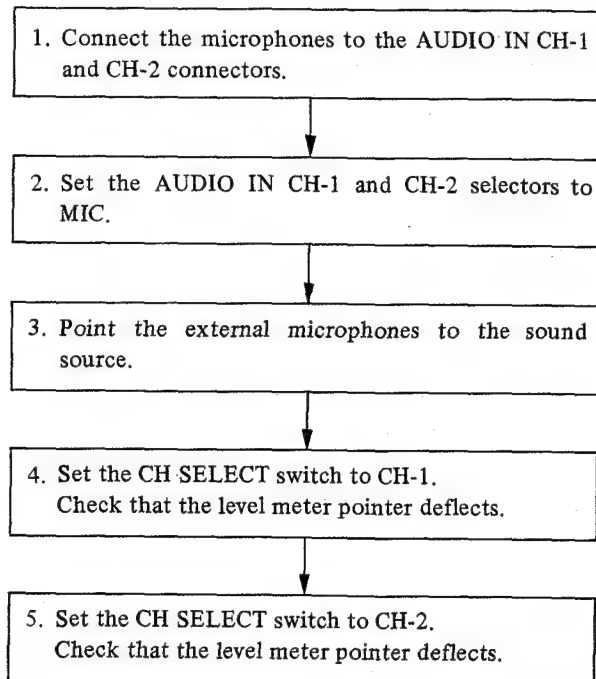 1. Connect the microphones to the AUDIO IN CH-1
and CH-2 connectors.
2. Set the AUDIO IN CH-1 and CH-2 selectors to
MIC.
3. Point the external microphones to the sound
source.
4. Set the CH SELECT switch to CH-1.
Check that the level meter pointer deflects.
5. Set the CH SELECT switch to CH-2.
Check that the level meter pointer deflects.